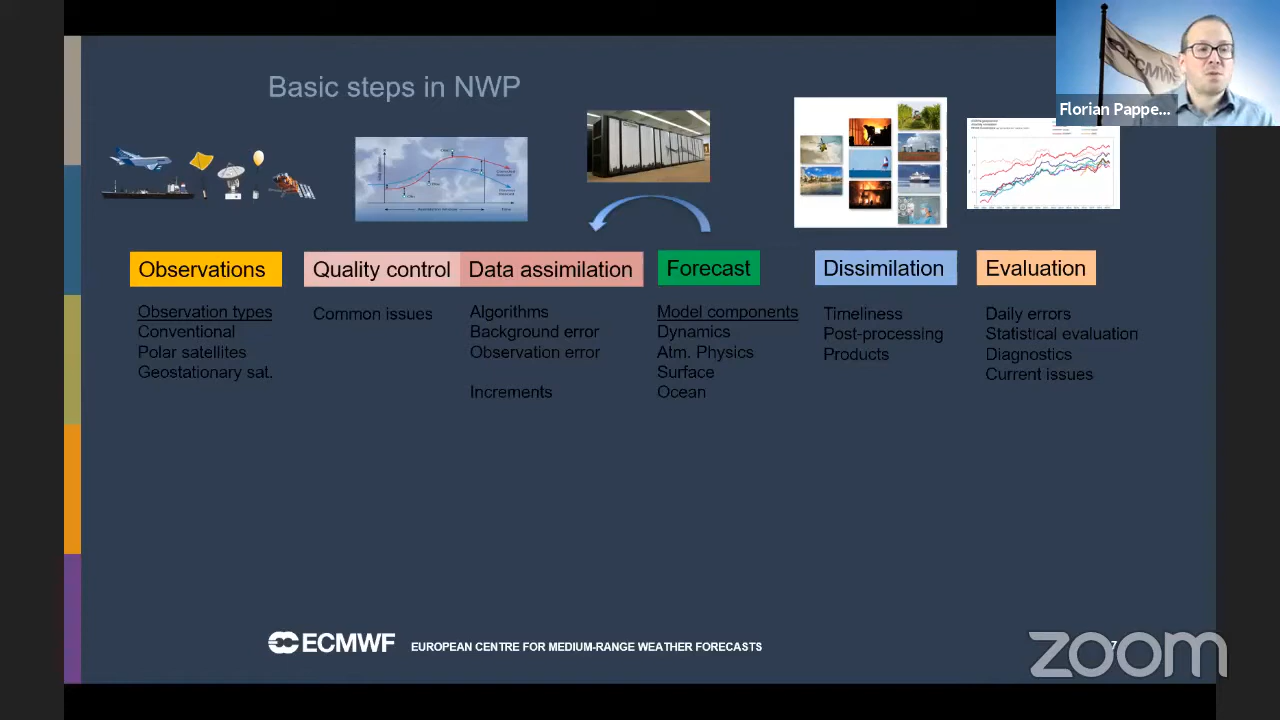 Basic steps in NWP
ECMWF
Florian Pappe...
Observations
Quality control
Data assimilation
Forecast
Dissimilation
Evaluation
Observation types
Conventional
Polar satellites
Geostationary sat.
Common issues
Algorithms
Background error
Observation error
Increments
Model components
Dynamics
Atm. Physics
Surface
Ocean
Timeliness
Post-processing
Products
Daily errors
Statistical evaluation
Diagnostics
Current issues
ECMWF EUROPEAN CENTRE FOR MEDIUM-RANGE WEATHER FORECASTS
7
zoom